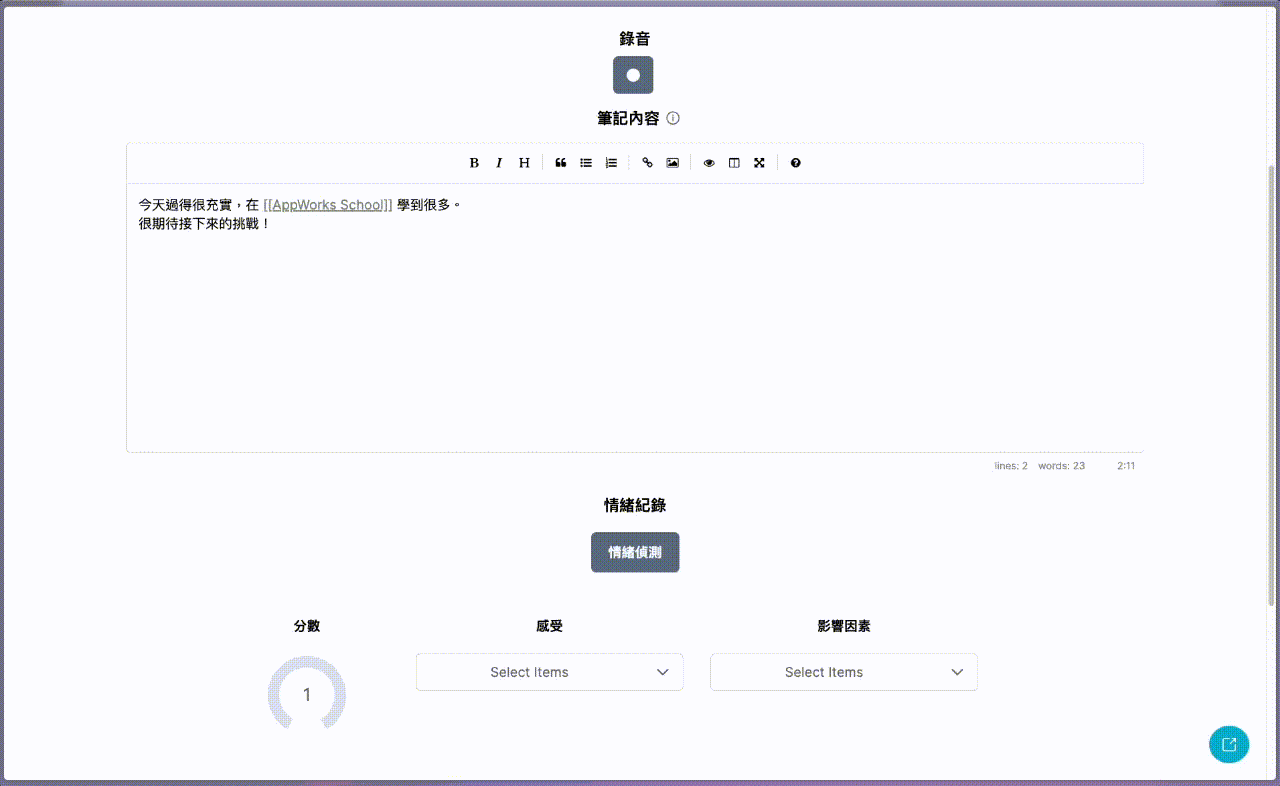 錄音
筆記內容
B I H
今天過得很充實，在 [[AppWorks School]] 學到很多。
很期待接下來的挑戰！
lines: 2 words: 23 2:11
情緒紀錄
情緒偵測
分數 感受 影響因素
Select Items Select Items
1